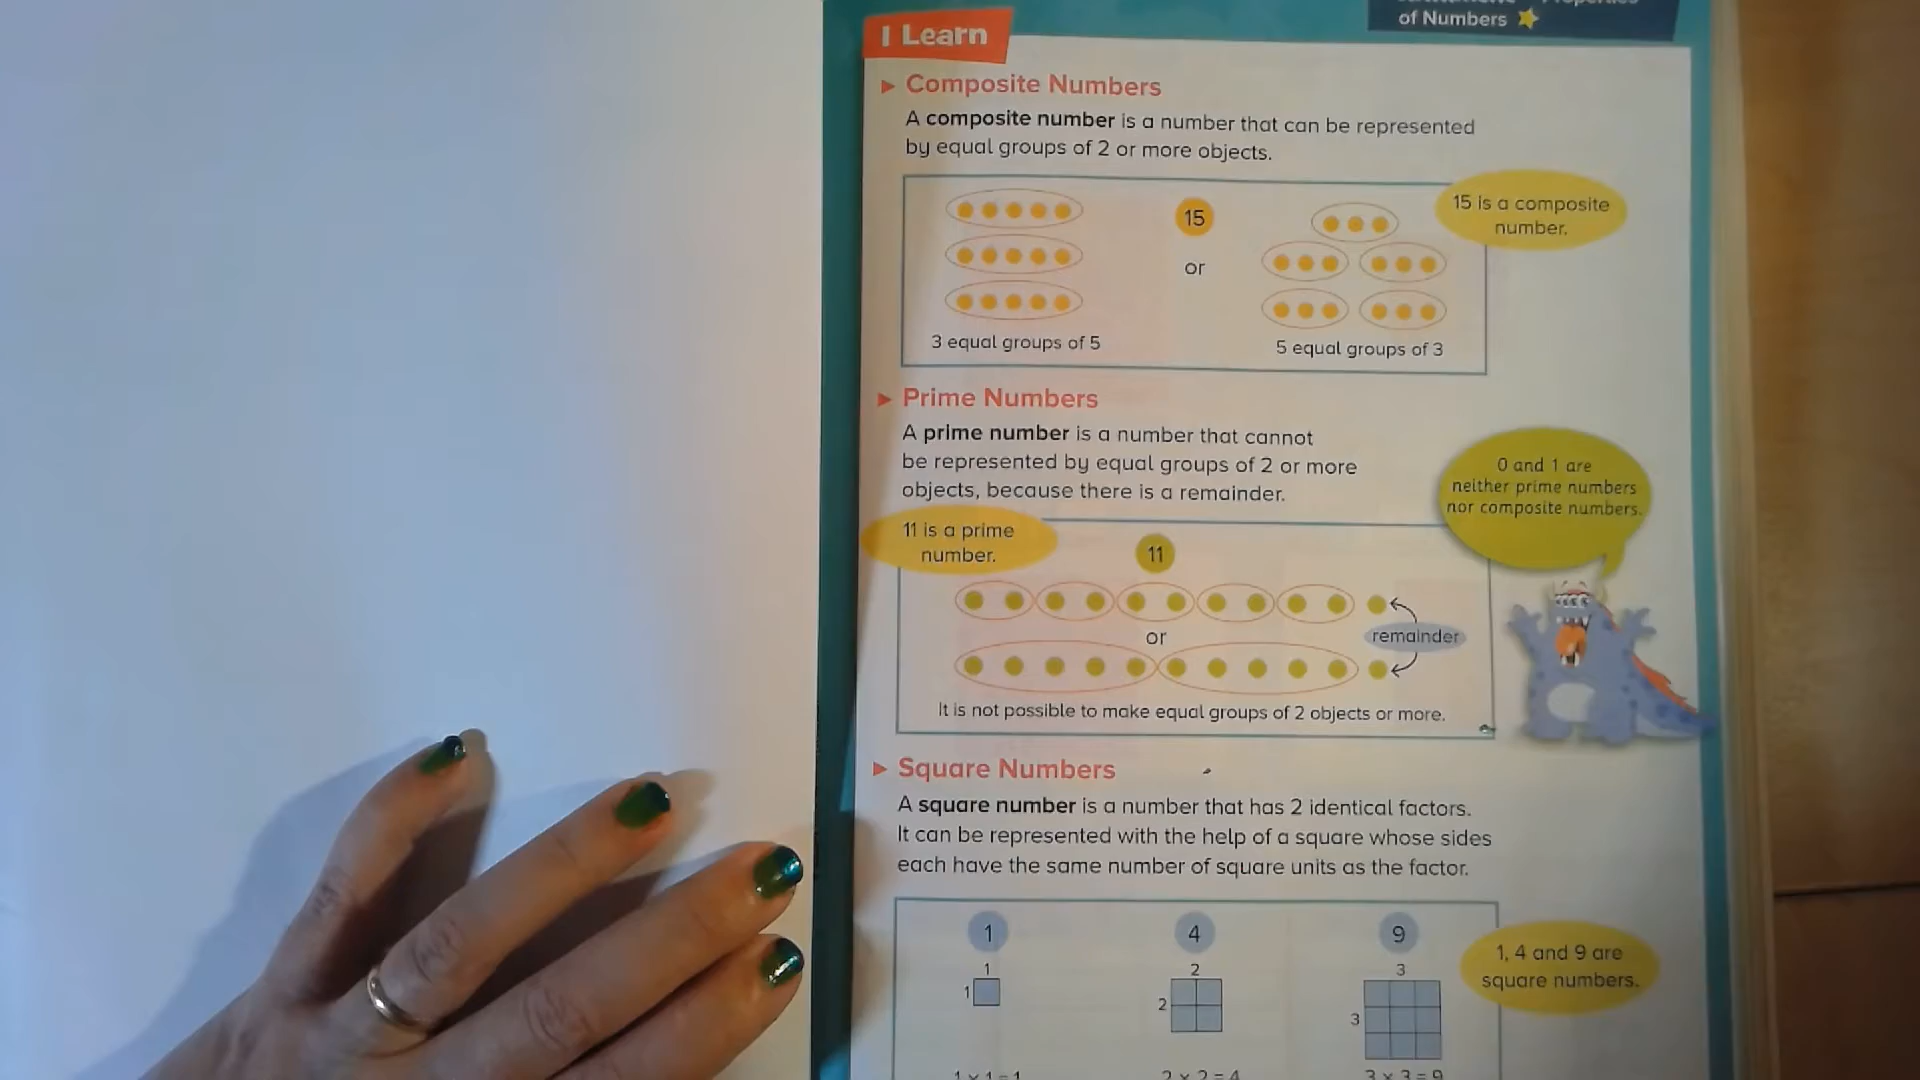 of Numbers
I Learn
Composite Numbers
A composite number is a number that can be represented
by equal groups of 2 or more objects.
15 is a composite
number.
15
or
3 equal groups of 5
5 equal groups of 3
Prime Numbers
A prime number is a number that cannot
be represented by equal groups of 2 or more
objects, because there is a remainder.
0 and 1 are
neither prime numbers
nor composite numbers.
11 is a prime
number.
11
or
remainder
It is not possible to make equal groups of 2 objects or more.
Square Numbers
A square number is a number that has 2 identical factors.
It can be represented with the help of a square whose sides
each have the same number of square units as the factor.
1
4
9
1
2
3
1
2
3
1, 4 and 9 are
square numbers.
1 x 1 = 1
2 x 2 = 4
3 x 3 = 9